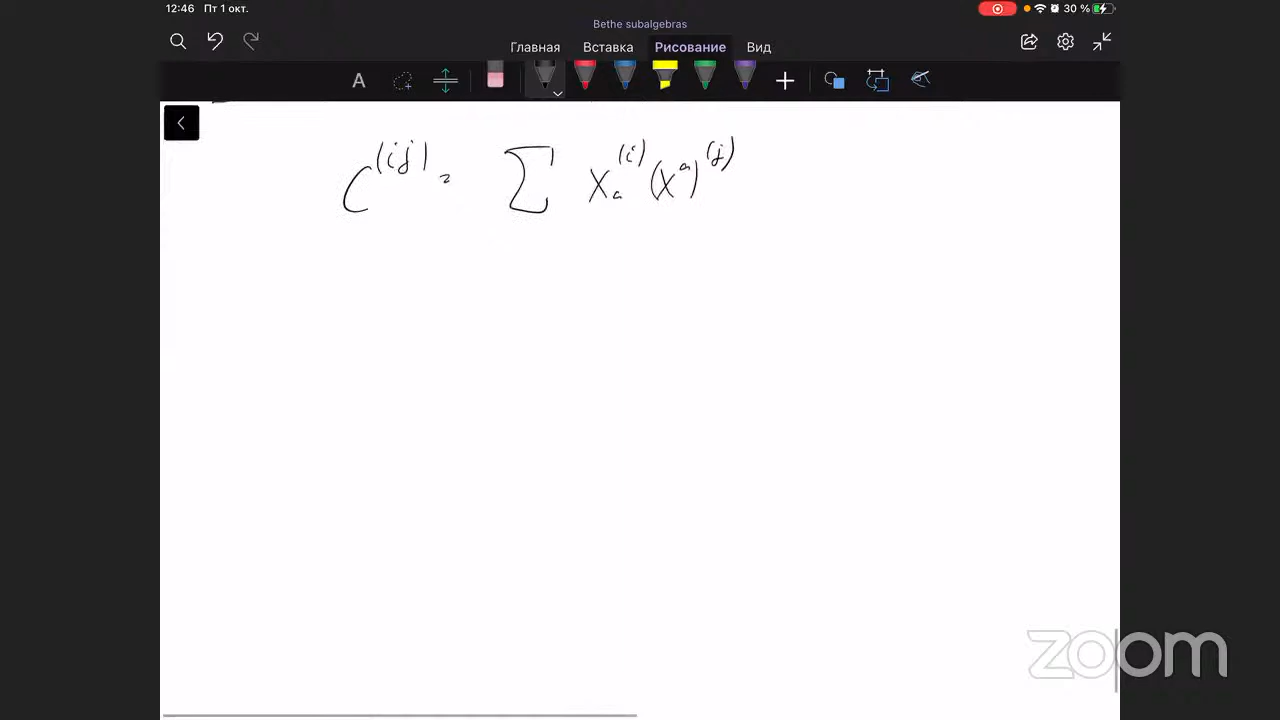 12:46 Пт 1 окт.
30 %
Bethe subalgebras
Главная Вставка Рисование Вид
A
C^{(ij)} = ∑ x_a^{(i)} (x^a)^{(j)}
zoom